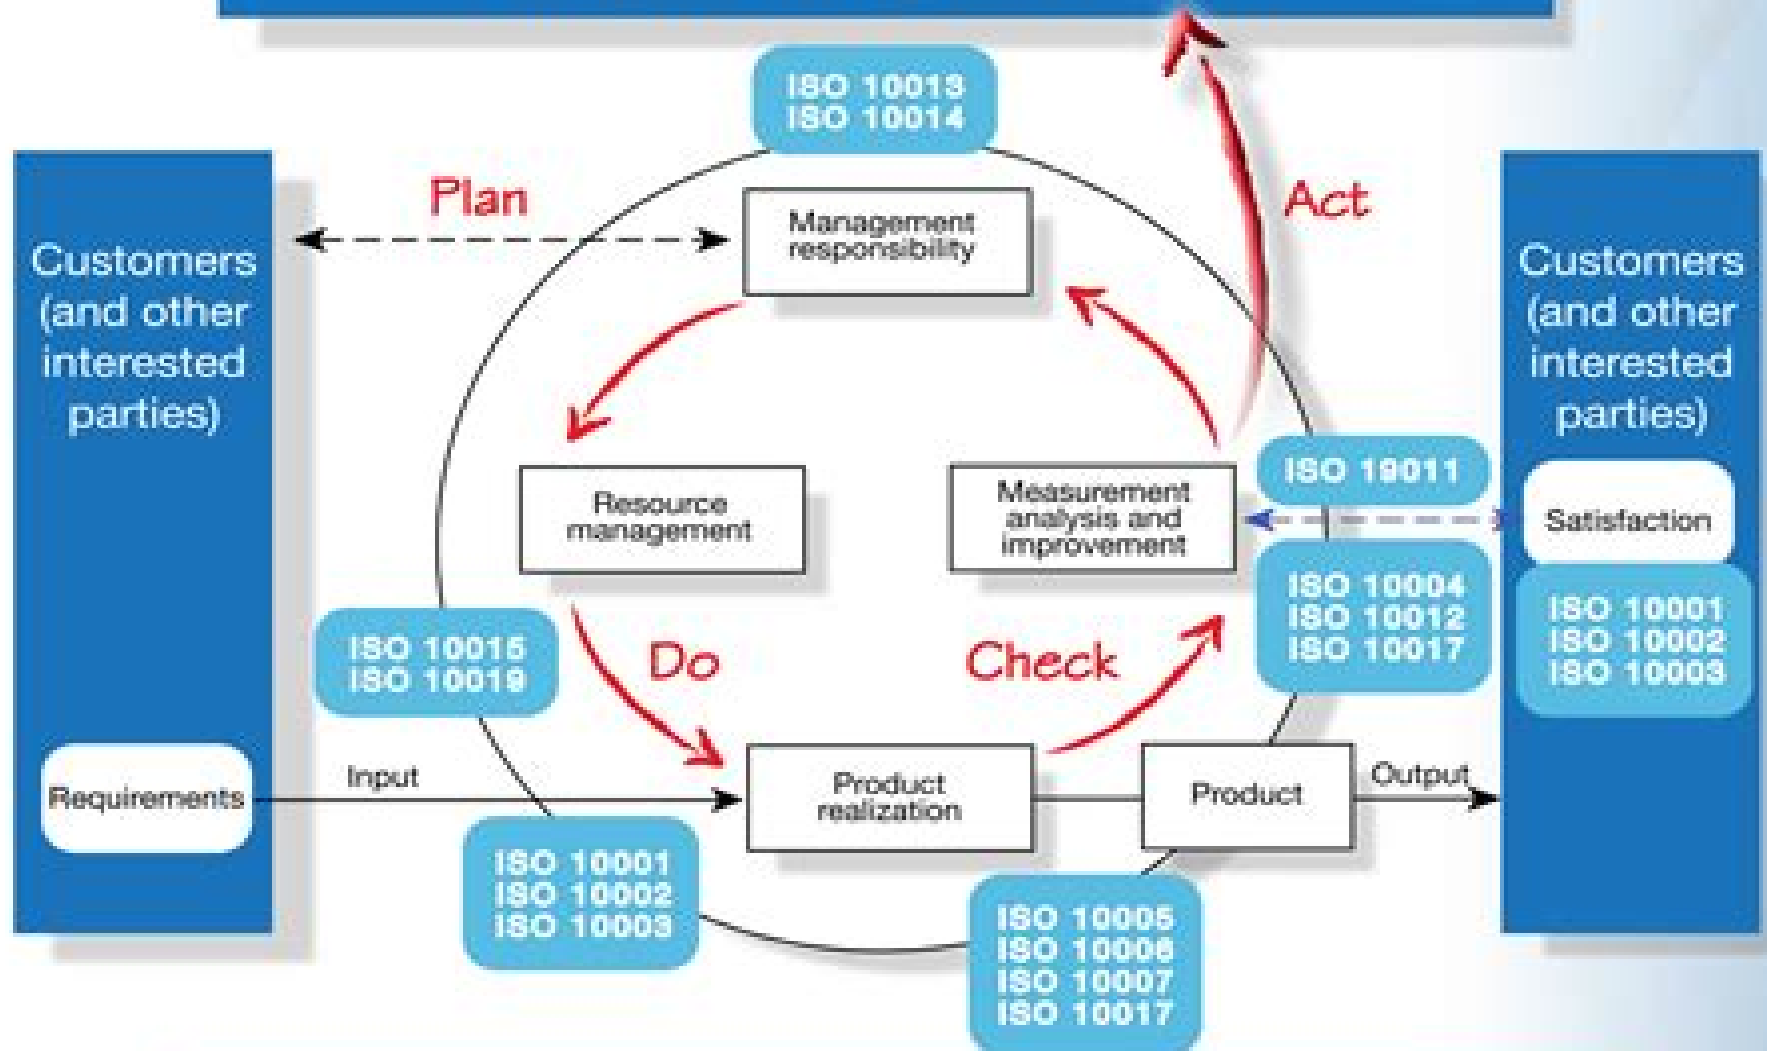 ISO 10013
ISO 10014
Plan
Act
Management
responsibility
Customers
(and other
interested
parties)
Customers
(and other
interested
parties)
Resource
management
Measurement
analysis and
improvement
ISO 19011
Satisfaction
ISO 10004
ISO 10012
ISO 10017
ISO 10001
ISO 10002
ISO 10003
ISO 10015
ISO 10019
Do
Check
Requirements
Input
Product
realization
Product
Output
ISO 10001
ISO 10002
ISO 10003
ISO 10005
ISO 10006
ISO 10007
ISO 10017